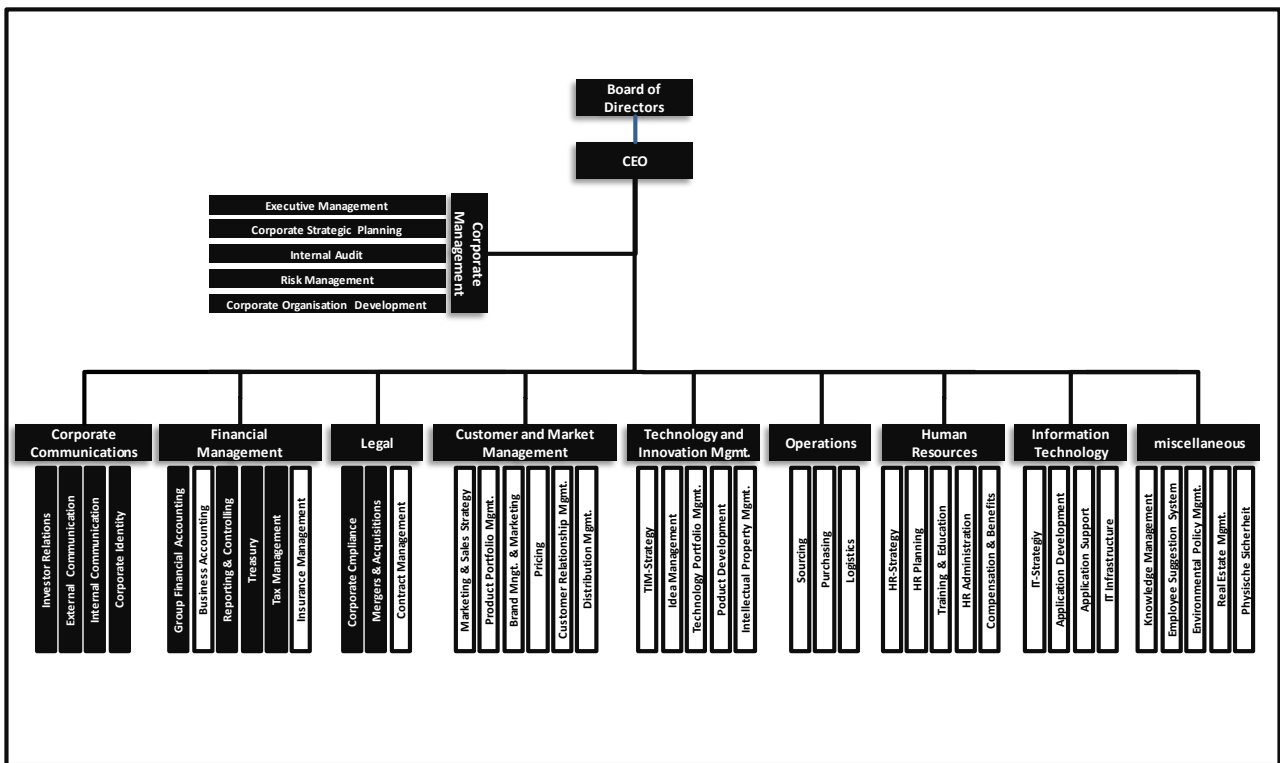 Board of
Directors
CEO
Executive Management
Corporate Strategic Planning
Internal Audit
Risk Management
Corporate Organisation Development
Corporate
Management
Corporate
Communications
Investor Relations
External Communication
Internal Communication
Corporate Identity
Financial
Management
Group Financial Accounting
Business Accounting
Reporting & Controlling
Treasury
Tax Management
Insurance Management
Legal
Corporate Cmpliance
Mergers & Acquisitions
Contract Management
Customer and Market
Management
Marketing & Sales Strategy
Product Portfolio Mgmt.
Brand Mngt. & Marketing
Pricing
Customer Relationship Mgmt.
Distribution Mgmt.
Technology and
Innovation Mgmt.
TIM-Strategy
Idea Management
Technology Portfolio Mgmt.
Poduct Development
Intellectual Property Mgmt.
Operations
Sourcing
Purchasing
Logistics
Human
Resources
HR-Strategy
HR Planning
Training & Education
HR Administration
Compensation & Benefits
Information
Technology
IT-Strategiy
Application Development
Application Support
IT Infrastructure
miscellaneous
Knowledge Management
Employee Suggestion System
Environmental Policy Mgmt.
Real Estate Mgmt.
Physische Sicherheit